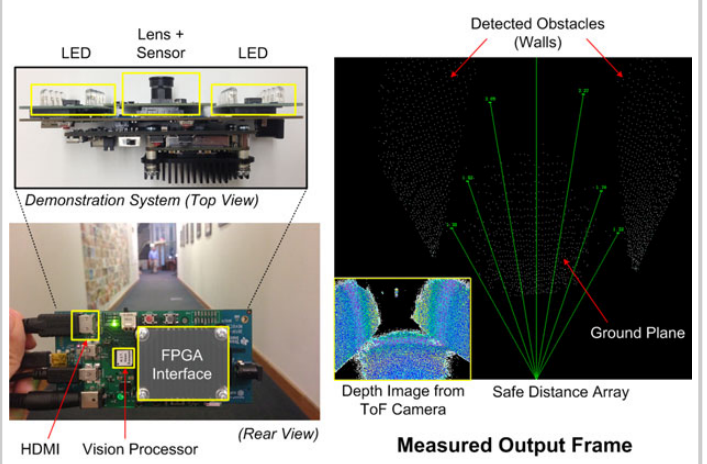 Lens +
Sensor
LED
LED
Demonstration System (Top View)
FPGA
Interface
HDMI
Vision Processor
(Rear View)
Detected Obstacles
(Walls)
Ground Plane
Depth Image from
ToF Camera
Safe Distance Array
Measured Output Frame